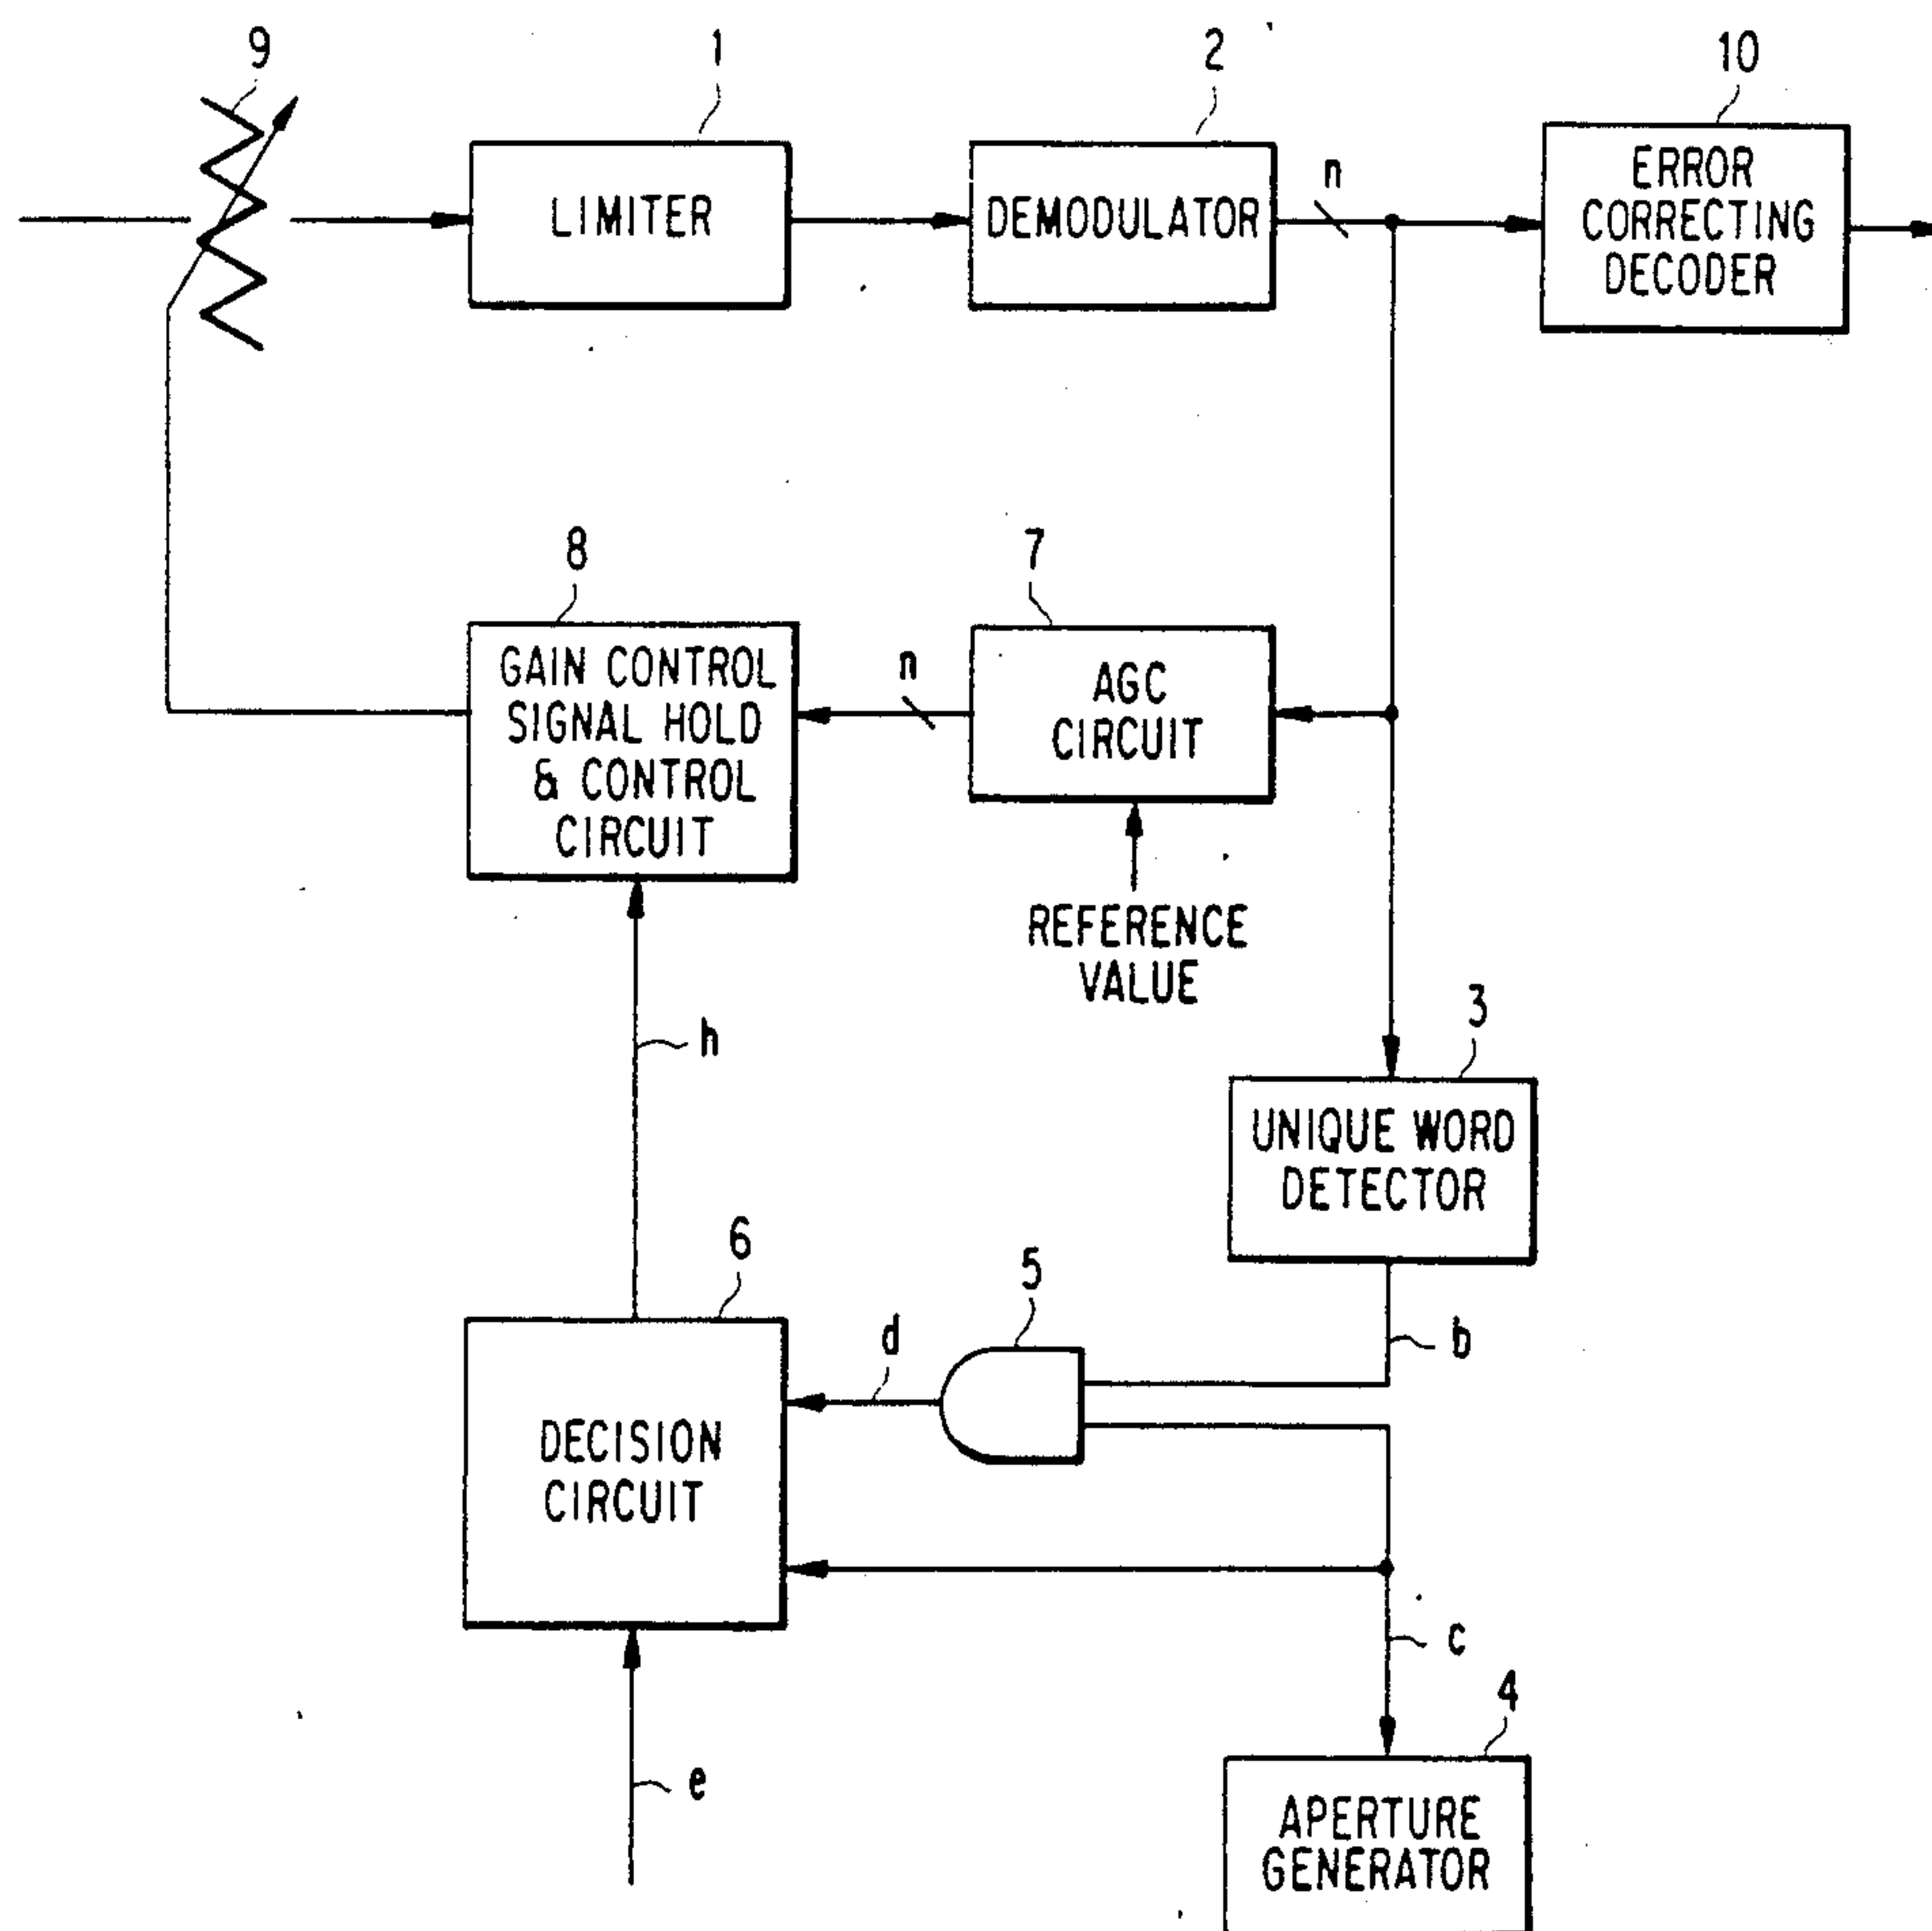 9
1
2
10
LIMITER
DEMODULATOR
n
ERROR
CORRECTING
DECODER
8
7
GAIN CONTROL
SIGNAL HOLD
& CONTROL
CIRCUIT
n
AGC
CIRCUIT
REFERENCE
VALUE
h
3
UNIQUE WORD
DETECTOR
6
5
d
b
DECISION
CIRCUIT
c
e
4
APERTURE
GENERATOR